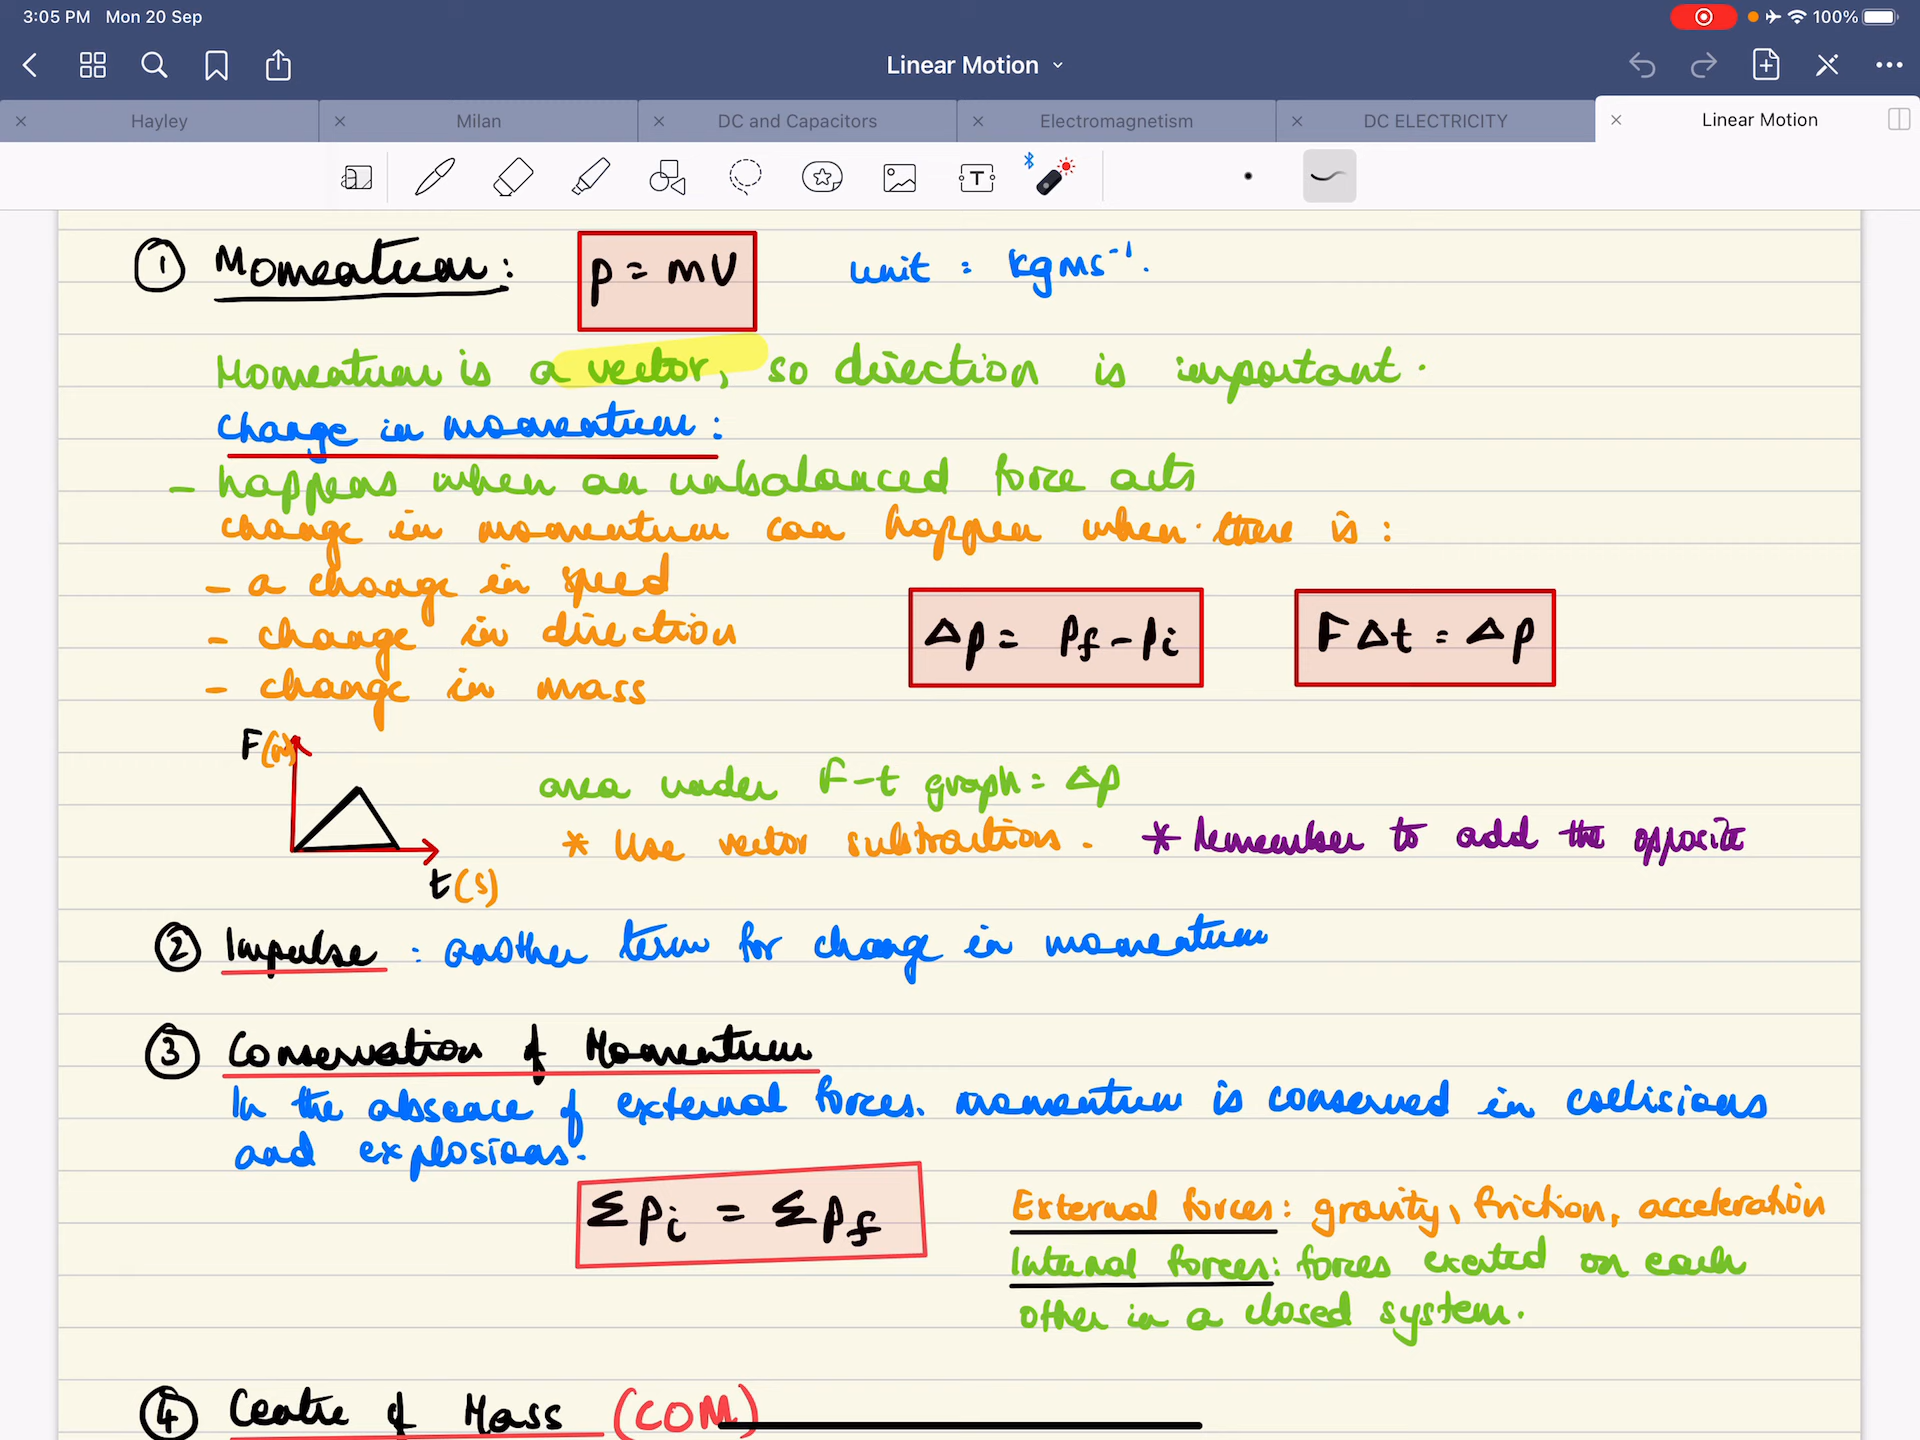 3:05 PM Mon 20 Sep
100%
Linear Motion
Hayley
Milan
DC and Capacitors
Electromagnetism
DC ELECTRICITY
Linear Motion
① Momentum: p = mv unit : kgms⁻¹.
Momentum is a vector, so direction is important.
Change in momentum:
- happens when an unbalanced force acts
change in momentum can happen when there is:
- a change in speed
- change in direction
- change in mass
Δp = pf - pi
FΔt = Δp
F(N)
t(s)
area under F-t graph = Δp
* Use vector subtraction. * Remember to add the opposite
② Impulse : another term for change in momentum
③ Conservation of Momentum
In the absence of external forces. momentum is conserved in collisions
and explosions.
Σpi = Σpf
External forces: gravity, friction, acceleration
Internal forces: forces exerted on each
other in a closed system.
④ Centre of Mass (COM)